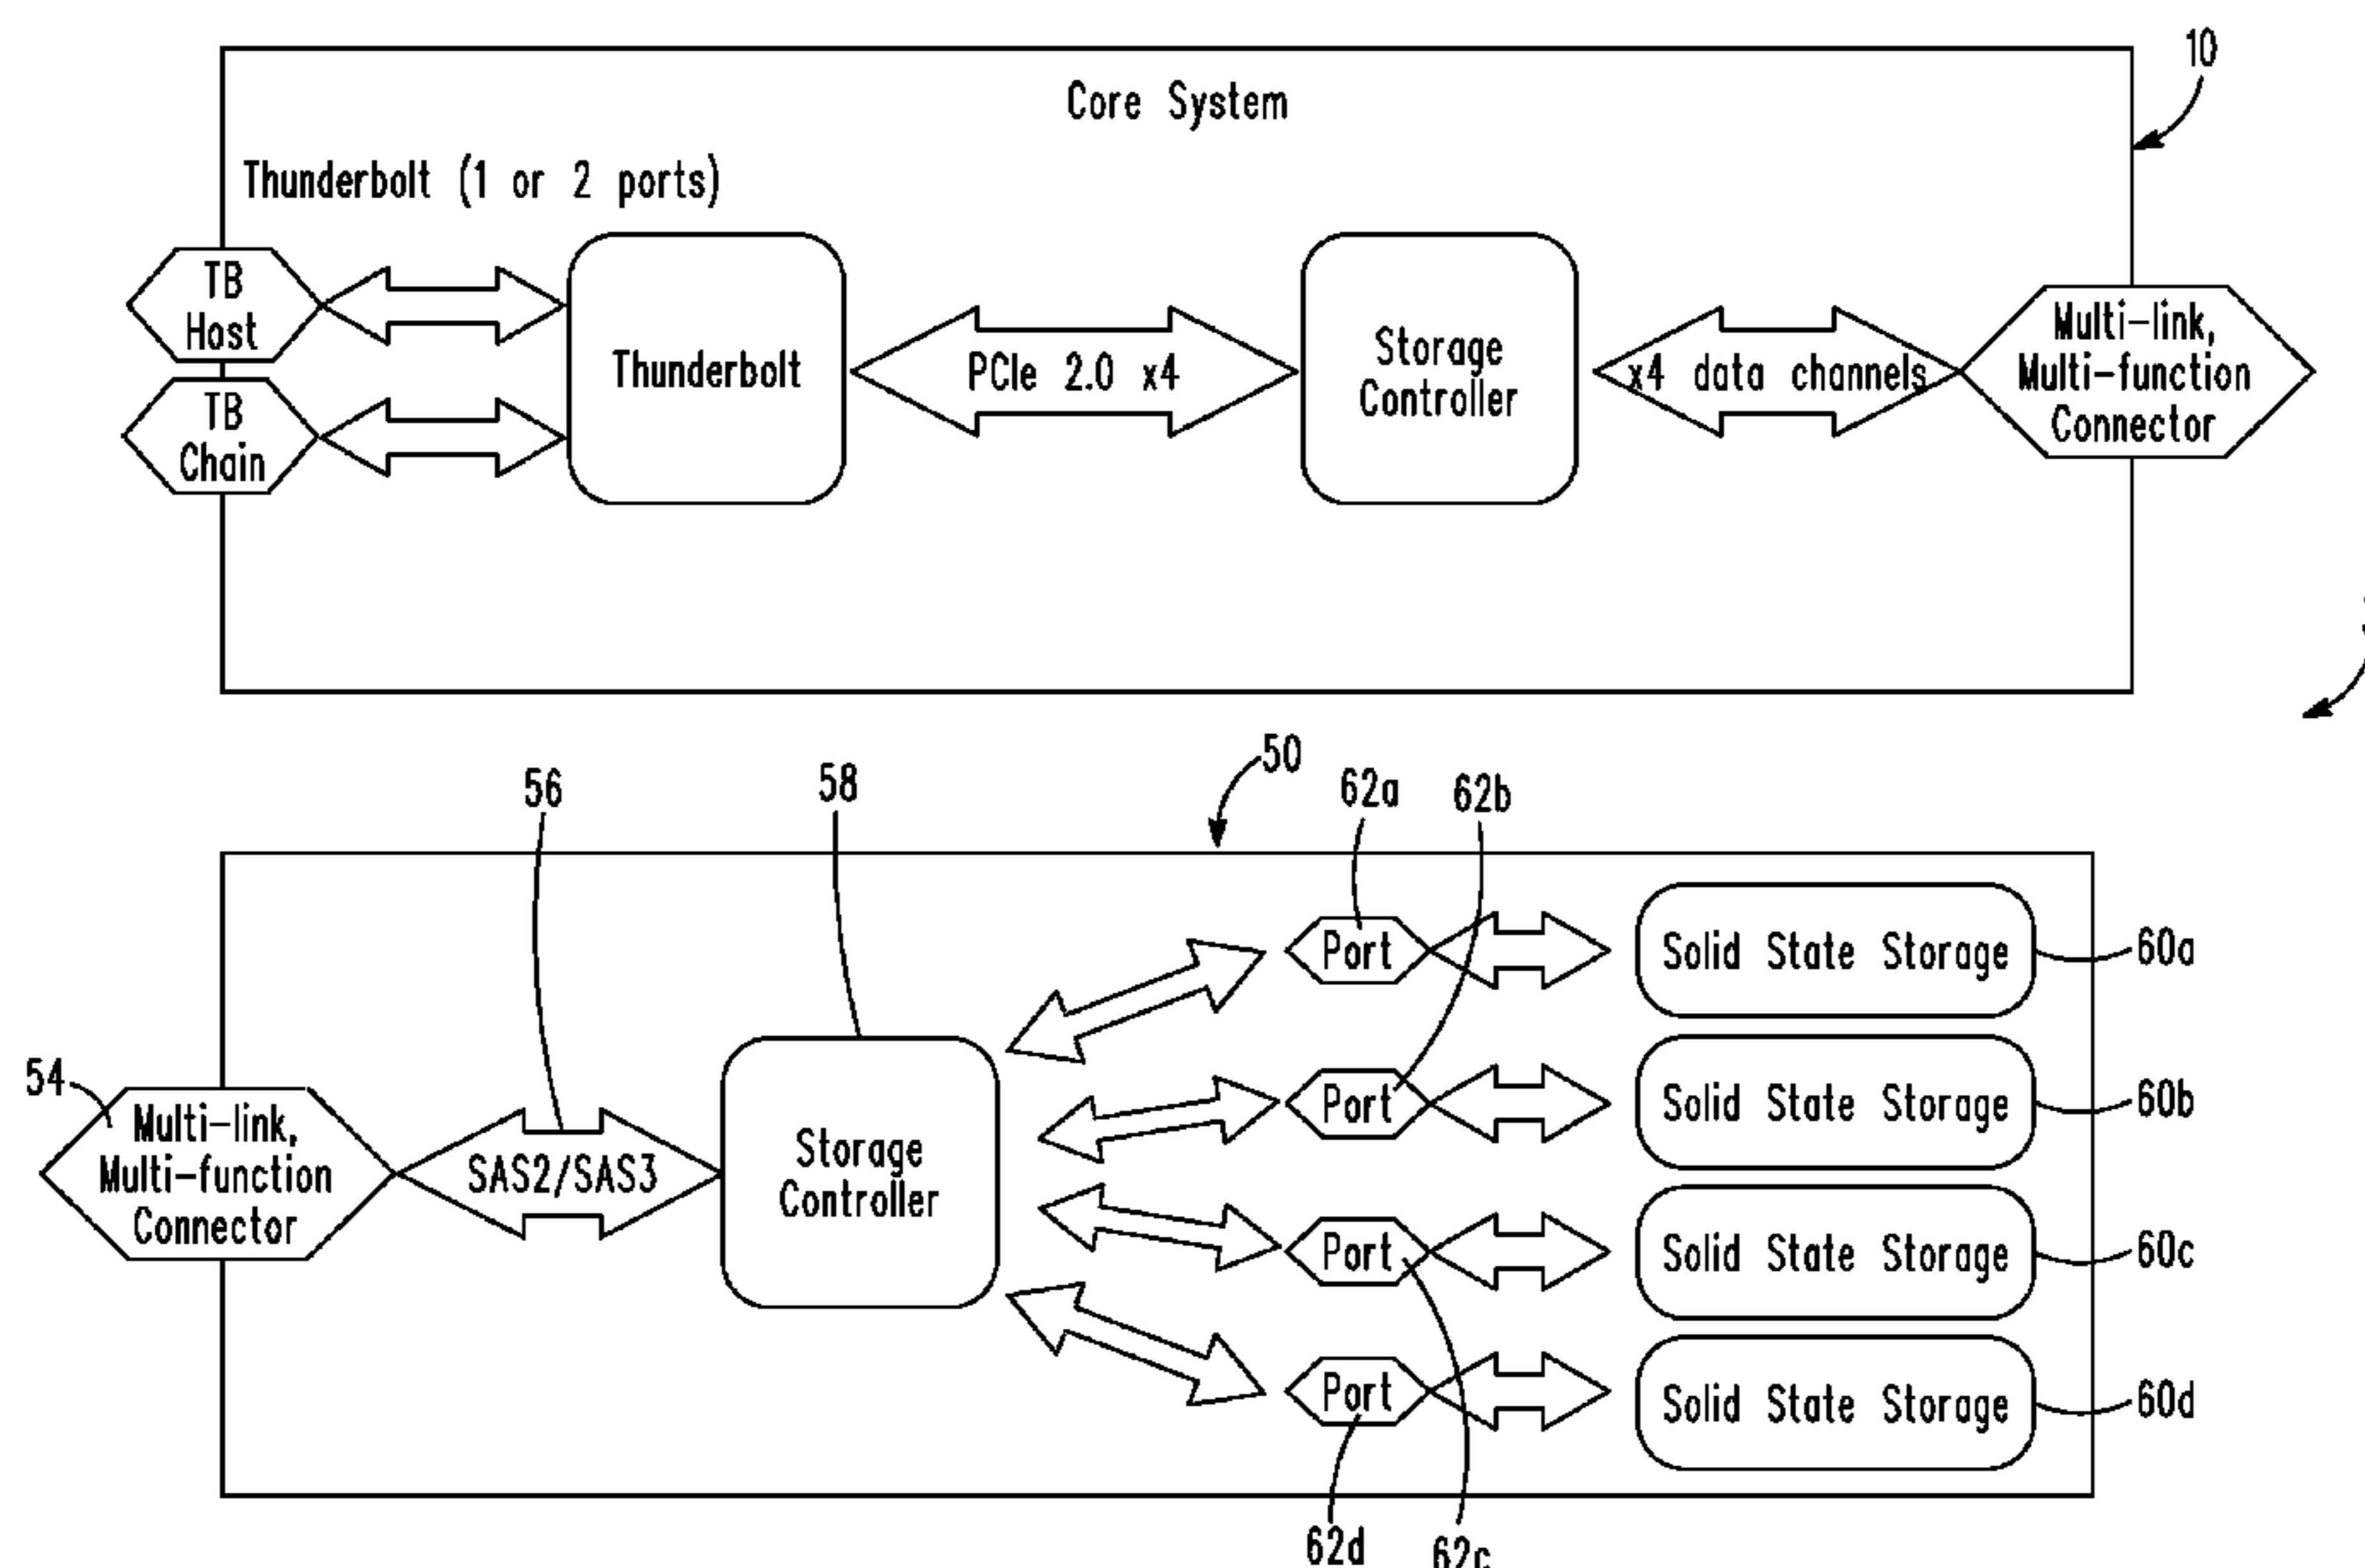 10
Core System
Thunderbolt (1 or 2 ports)
TB
Host
TB
Chain
Thunderbolt
PCIe 2.0 x4
Storage
Controller
x4 data channels
Multi-link,
Multi-function
Connector
50
56
58
62a
62b
54
Multi-link,
Multi-function
Connector
SAS2/SAS3
Storage
Controller
Port
Solid State Storage
60a
Port
Solid State Storage
60b
Port
Solid State Storage
60c
Port
Solid State Storage
60d
62d
62c